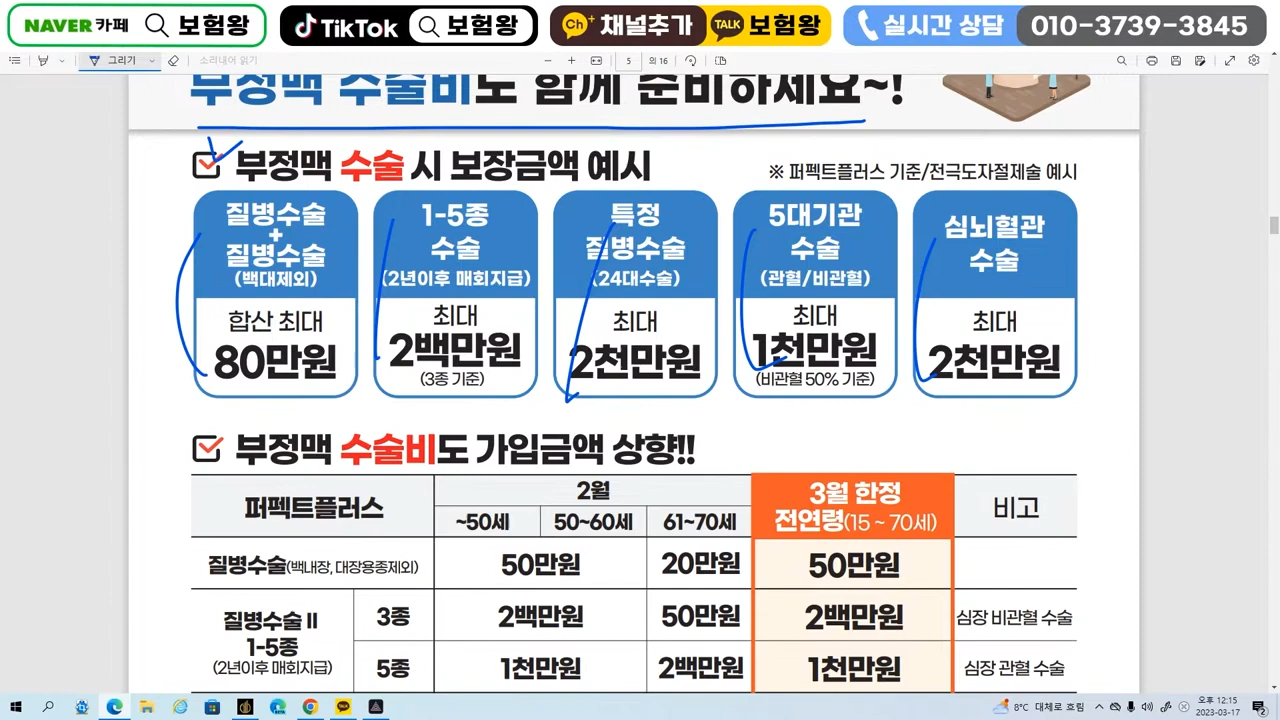 NAVER 카페 보험왕 TikTok 보험왕 Ch+ 채널추가 TALK 보험왕 실시간 상담 010-3739-3845
그리기 소리내어 읽기 5 의 16
부정맥 수술비도 함께 준비하세요~!
부정맥 수술 시 보장금액 예시
※ 퍼펙트플러스 기준/전극도자절제술 예시
질병수술
+
질병수술
(백대제외)
합산 최대
80만원
1-5종
수술
(2년이후 매회지급)
최대
2백만원
(3종 기준)
특정
질병수술
(24대수술)
최대
2천만원
5대기관
수술
(관혈/비관혈)
최대
1천만원
(비관혈 50% 기준)
심뇌혈관
수술
최대
2천만원
부정맥 수술비도 가입금액 상향!!
퍼펙트플러스 2월 3월 한정 전연령(15 ~ 70세) 비고
~50세 50~60세 61~70세
질병수술(백내장, 대장용종제외) 50만원 20만원 50만원
질병수술 II
1-5종
(2년이후 매회지급)
3종 2백만원 50만원 2백만원 심장 비관혈 수술
5종 1천만원 2백만원 1천만원 심장 관혈 수술
8°C 대체로 흐림 오후 12:15
2023-03-17